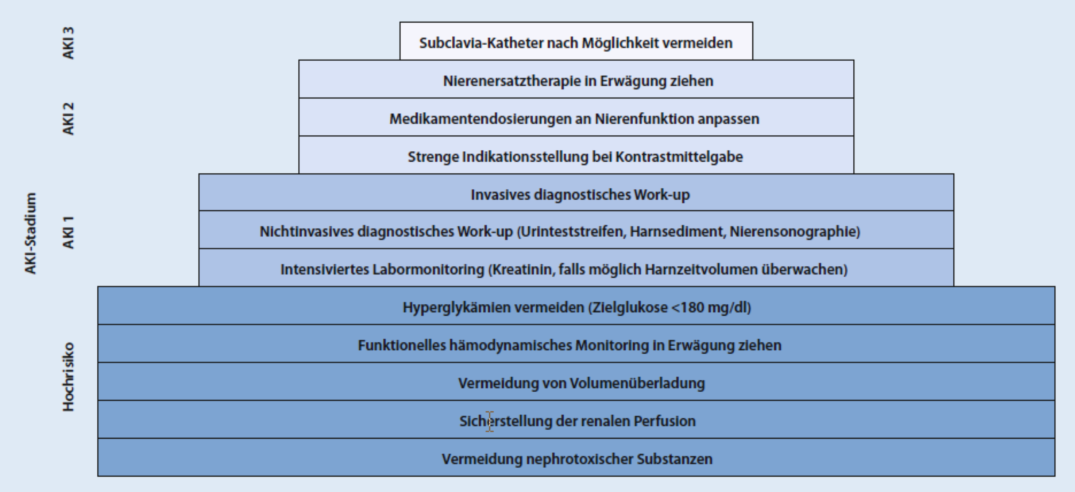 AKI 3
Subclavia-Katheter nach Möglichkeit vermeiden
Nierenersatztherapie in Erwägung ziehen
AKI 2
Medikamentendosierungen an Nierenfunktion anpassen
Strenge Indikationsstellung bei Kontrastmittelgabe
AKI-Stadium
Invasives diagnostisches Work-up
AKI 1
Nichtinvasives diagnostisches Work-up (Urinteststreifen, Harnsediment, Nierensonographie)
Intensiviertes Labormonitoring (Kreatinin, falls möglich Harnzeitvolumen überwachen)
Hyperglykämien vermeiden (Zielglukose <180 mg/dl)
Hochrisiko
Funktionelles hämodynamisches Monitoring in Erwägung ziehen
Vermeidung von Volumenüberladung
Sicherstellung der renalen Perfusion
Vermeidung nephrotoxischer Substanzen